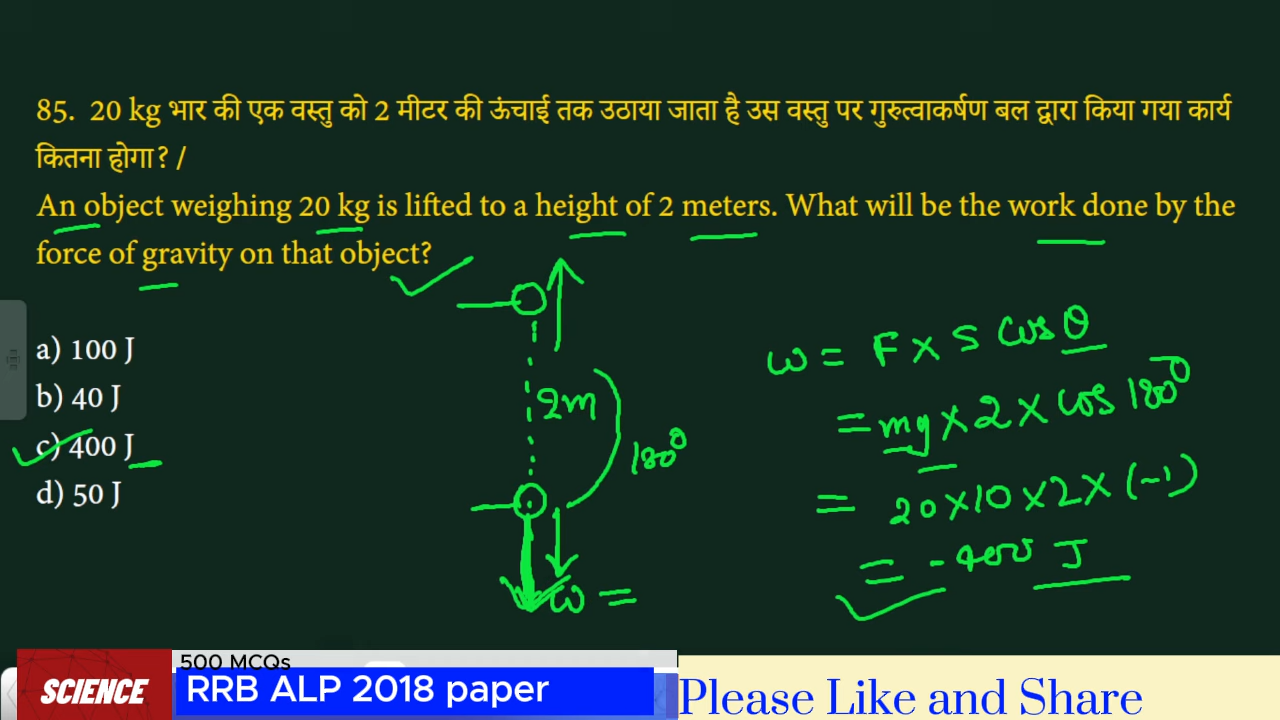 85. 20 kg भार की एक वस्तु को 2 मीटर की ऊंचाई तक उठाया जाता है उस वस्तु पर गुरुत्वाकर्षण बल द्वारा किया गया कार्य
कितना होगा? /
An object weighing 20 kg is lifted to a height of 2 meters. What will be the work done by the
force of gravity on that object?
a) 100 J
b) 40 J
c) 400 J
d) 50 J
2m
180°
ω =
ω = F × S cos θ
= mg × 2 × cos 180°
= 20 × 10 × 2 × (-1)
= -400 J
SCIENCE
500 MCQs
RRB ALP 2018 paper
Please Like and Share